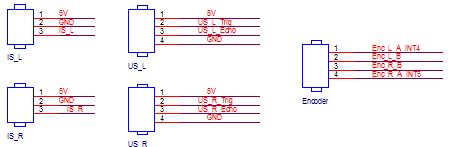 1 5V
2 GND
3 IS_L
IS_L
1 5V
2 US_L_Trig
3 US_L_Echo
4 GND
US_L
1 5V
2 GND
3 IS_R
IS_R
1 5V
2 US_R_Trig
3 US_R_Echo
4 GND
US_R
1 Enc_L_A_INT4
2 Enc_L_B
3 Enc_R_B
4 Enc_R_A_INT5
Encoder